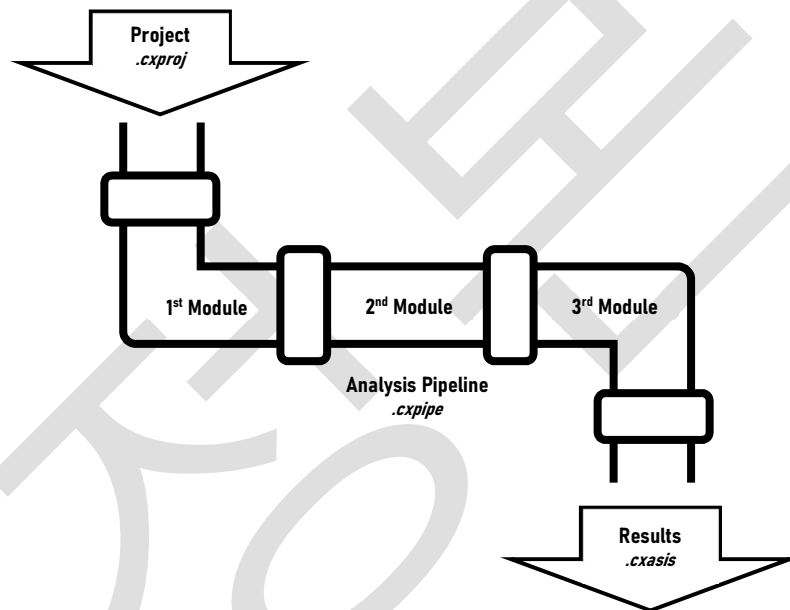 Project
.cxproj
1st Module
2nd Module
3rd Module
Analysis Pipeline
.cxpipe
Results
.cxasis